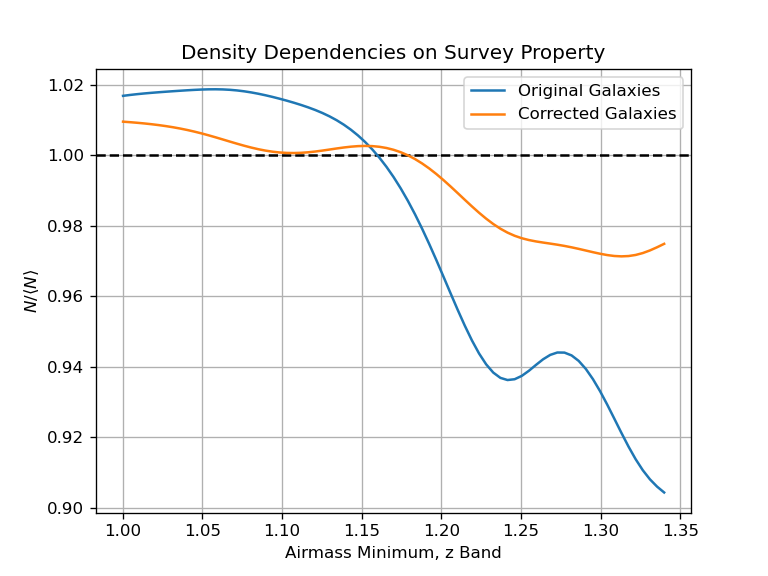 Density Dependencies on Survey Property
Original Galaxies
Corrected Galaxies
1.02
1.00
0.98
0.96
0.94
0.92
0.90
N/⟨N⟩
1.00 1.05 1.10 1.15 1.20 1.25 1.30 1.35
Airmass Minimum, z Band